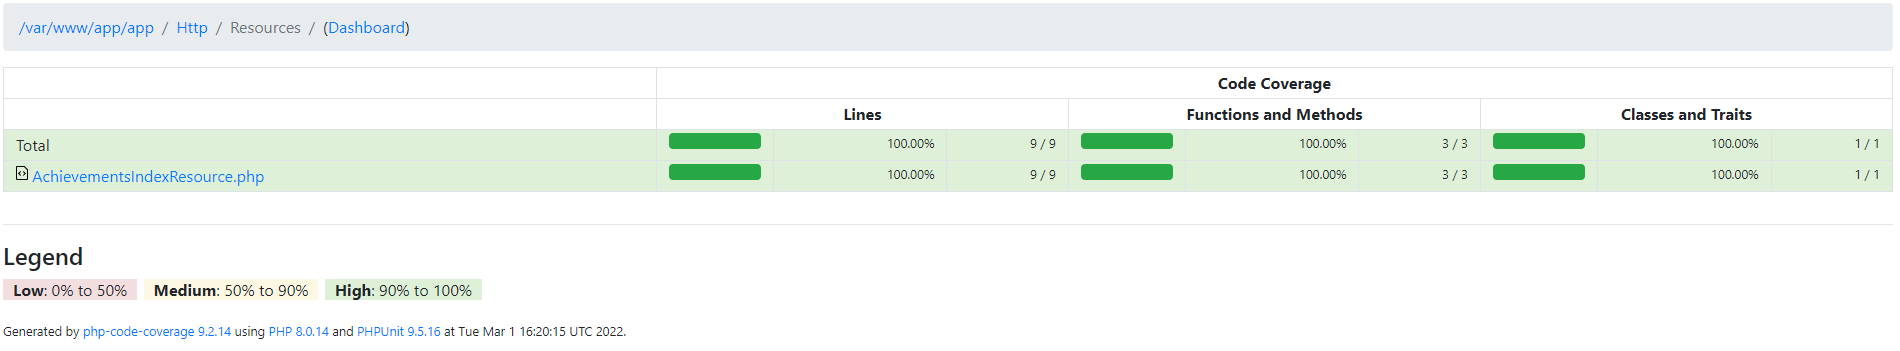 /var/www/app/app / Http / Resources / (Dashboard)
Code Coverage
Lines Functions and Methods Classes and Traits
Total 100.00% 9 / 9 100.00% 3 / 3 100.00% 1 / 1
AchievementsIndexResource.php 100.00% 9 / 9 100.00% 3 / 3 100.00% 1 / 1
Legend
Low: 0% to 50% Medium: 50% to 90% High: 90% to 100%
Generated by php-code-coverage 9.2.14 using PHP 8.0.14 and PHPUnit 9.5.16 at Tue Mar 1 16:20:15 UTC 2022.